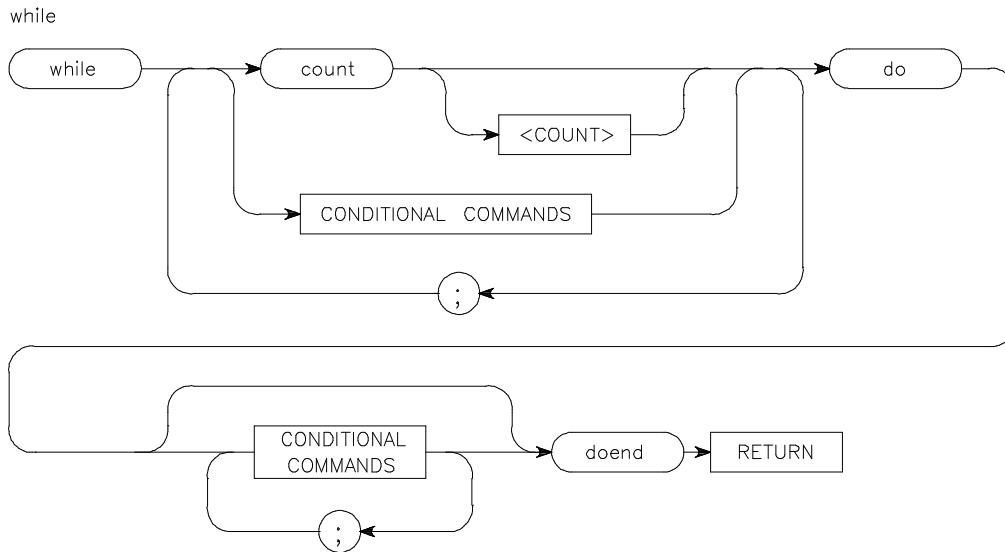 while
while count do
<COUNT>
CONDITIONAL COMMANDS
;
CONDITIONAL
COMMANDS
doend RETURN
;